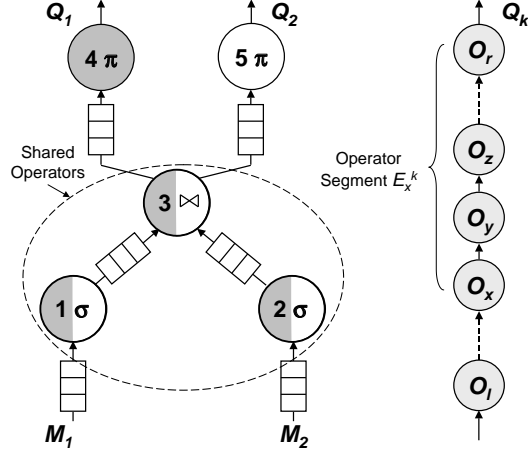 Q1 Q2 Qk
4 π 5 π Or
Shared
Operators
Operator
Segment Exk
Oz
3 ⋈
Oy
1 σ 2 σ Ox
Ol
M1 M2